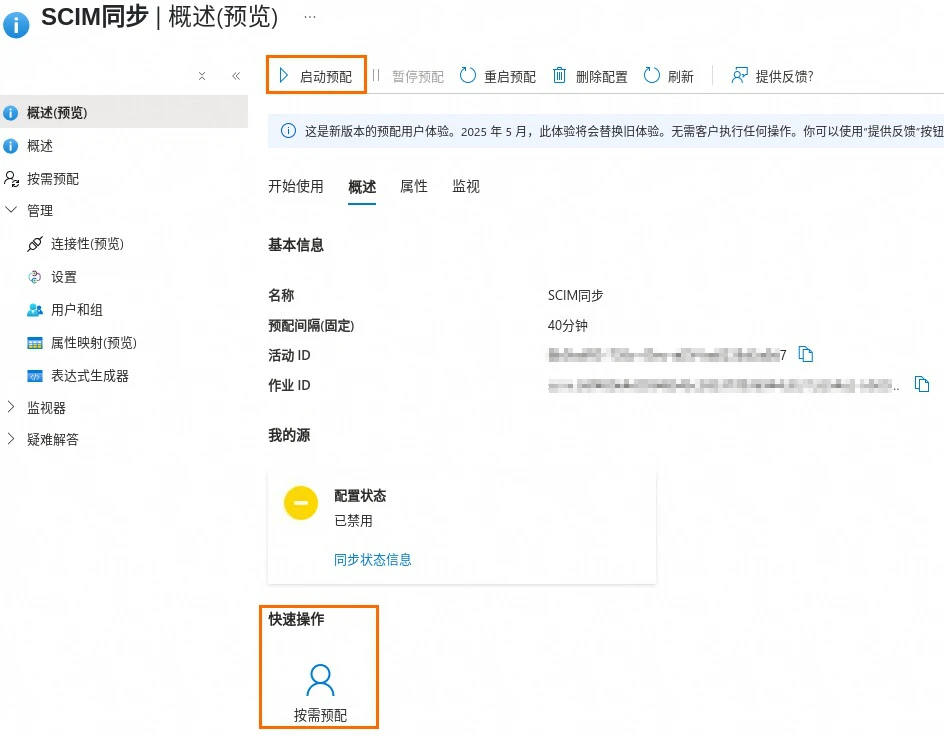 SCIM同步 | 概述(预览) ...
启动预配 暂停预配 重启预配 删除配置 刷新 提供反馈?
概述(预览)
概述
按需预配
管理
连接性(预览)
设置
用户和组
属性映射(预览)
表达式生成器
监视器
疑难解答
这是新版本的预配用户体验。2025 年 5 月，此体验将会替换旧体验。无需客户执行任何操作。你可以使用"提供反馈"按钮
开始使用 概述 属性 监视
基本信息
名称 SCIM同步
预配间隔(固定) 40分钟
活动 ID 7
作业 ID ..
我的源
配置状态
已禁用
同步状态信息
快速操作
按需预配